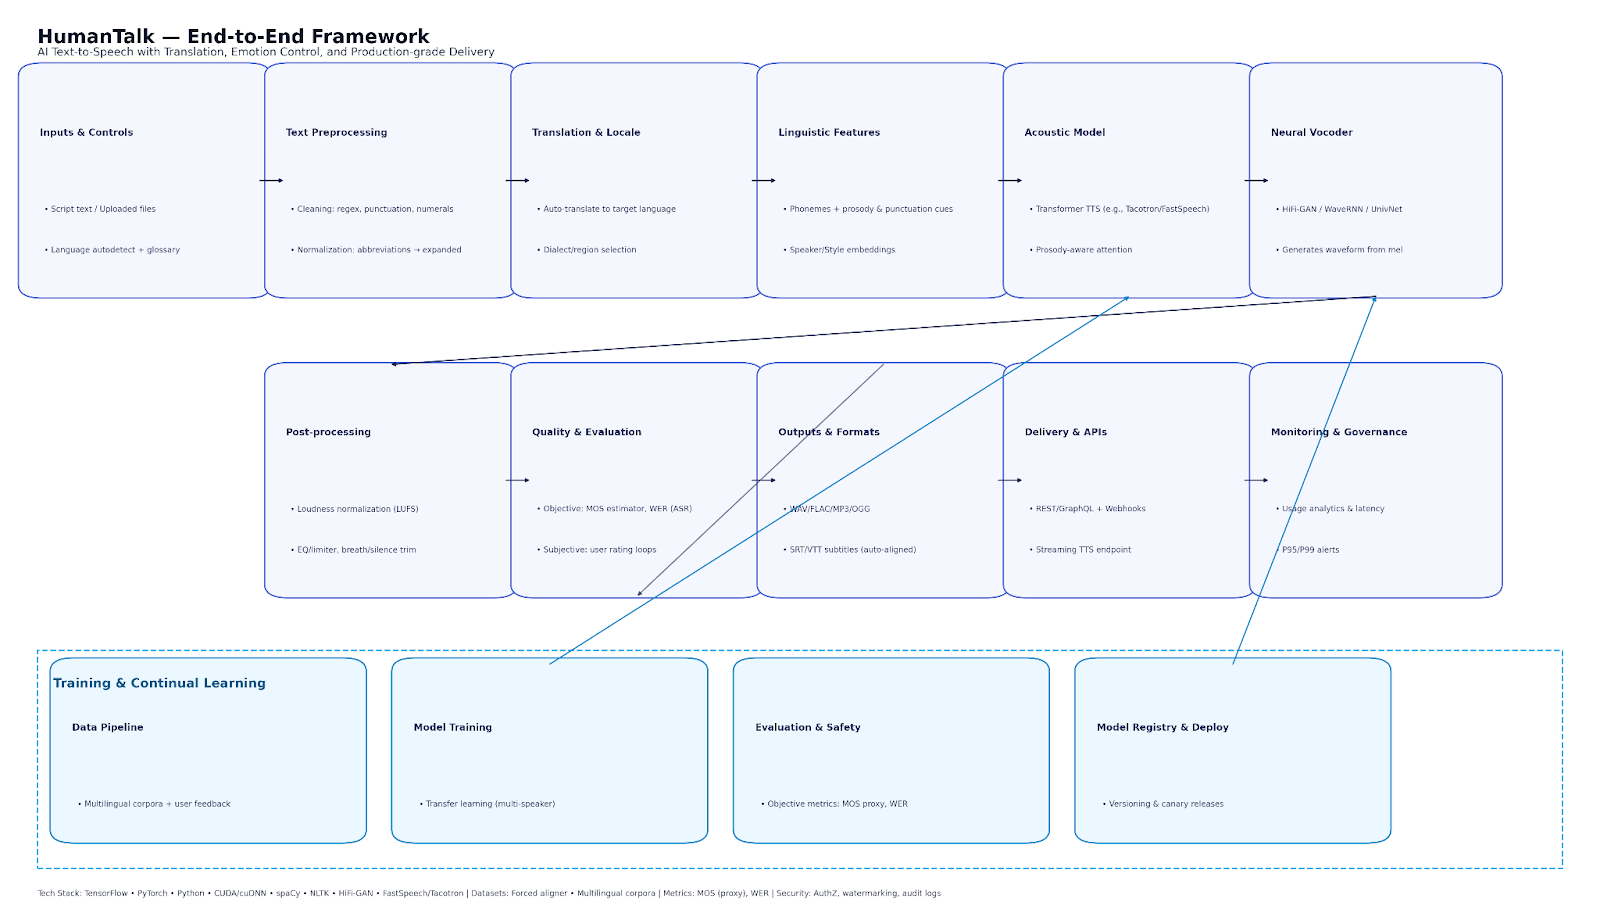 HumanTalk — End-to-End Framework
AI Text-to-Speech with Translation, Emotion Control, and Production-grade Delivery
Inputs & Controls
• Script text / Uploaded files
• Language autodetect + glossary
Text Preprocessing
• Cleaning: regex, punctuation, numerals
• Normalization: abbreviations → expanded
Translation & Locale
• Auto-translate to target language
• Dialect/region selection
Linguistic Features
• Phonemes + prosody & punctuation cues
• Speaker/Style embeddings
Acoustic Model
• Transformer TTS (e.g., Tacotron/FastSpeech)
• Prosody-aware attention
Neural Vocoder
• HiFi-GAN / WaveRNN / UnivNet
• Generates waveform from mel
Post-processing
• Loudness normalization (LUFS)
• EQ/limiter, breath/silence trim
Quality & Evaluation
• Objective: MOS estimator, WER (ASR)
• Subjective: user rating loops
Outputs & Formats
• WAV/FLAC/MP3/OGG
• SRT/VTT subtitles (auto-aligned)
Delivery & APIs
• REST/GraphQL + Webhooks
• Streaming TTS endpoint
Monitoring & Governance
• Usage analytics & latency
• P95/P99 alerts
Training & Continual Learning
Data Pipeline
• Multilingual corpora + user feedback
Model Training
• Transfer learning (multi-speaker)
Evaluation & Safety
• Objective metrics: MOS proxy, WER
Model Registry & Deploy
• Versioning & canary releases
Tech Stack: TensorFlow • PyTorch • Python • CUDA/cuDNN • spaCy • NLTK • HiFi-GAN • FastSpeech/Tacotron | Datasets: Forced aligner • Multilingual corpora | Metrics: MOS (proxy), WER | Security: AuthZ, watermarking, audit logs